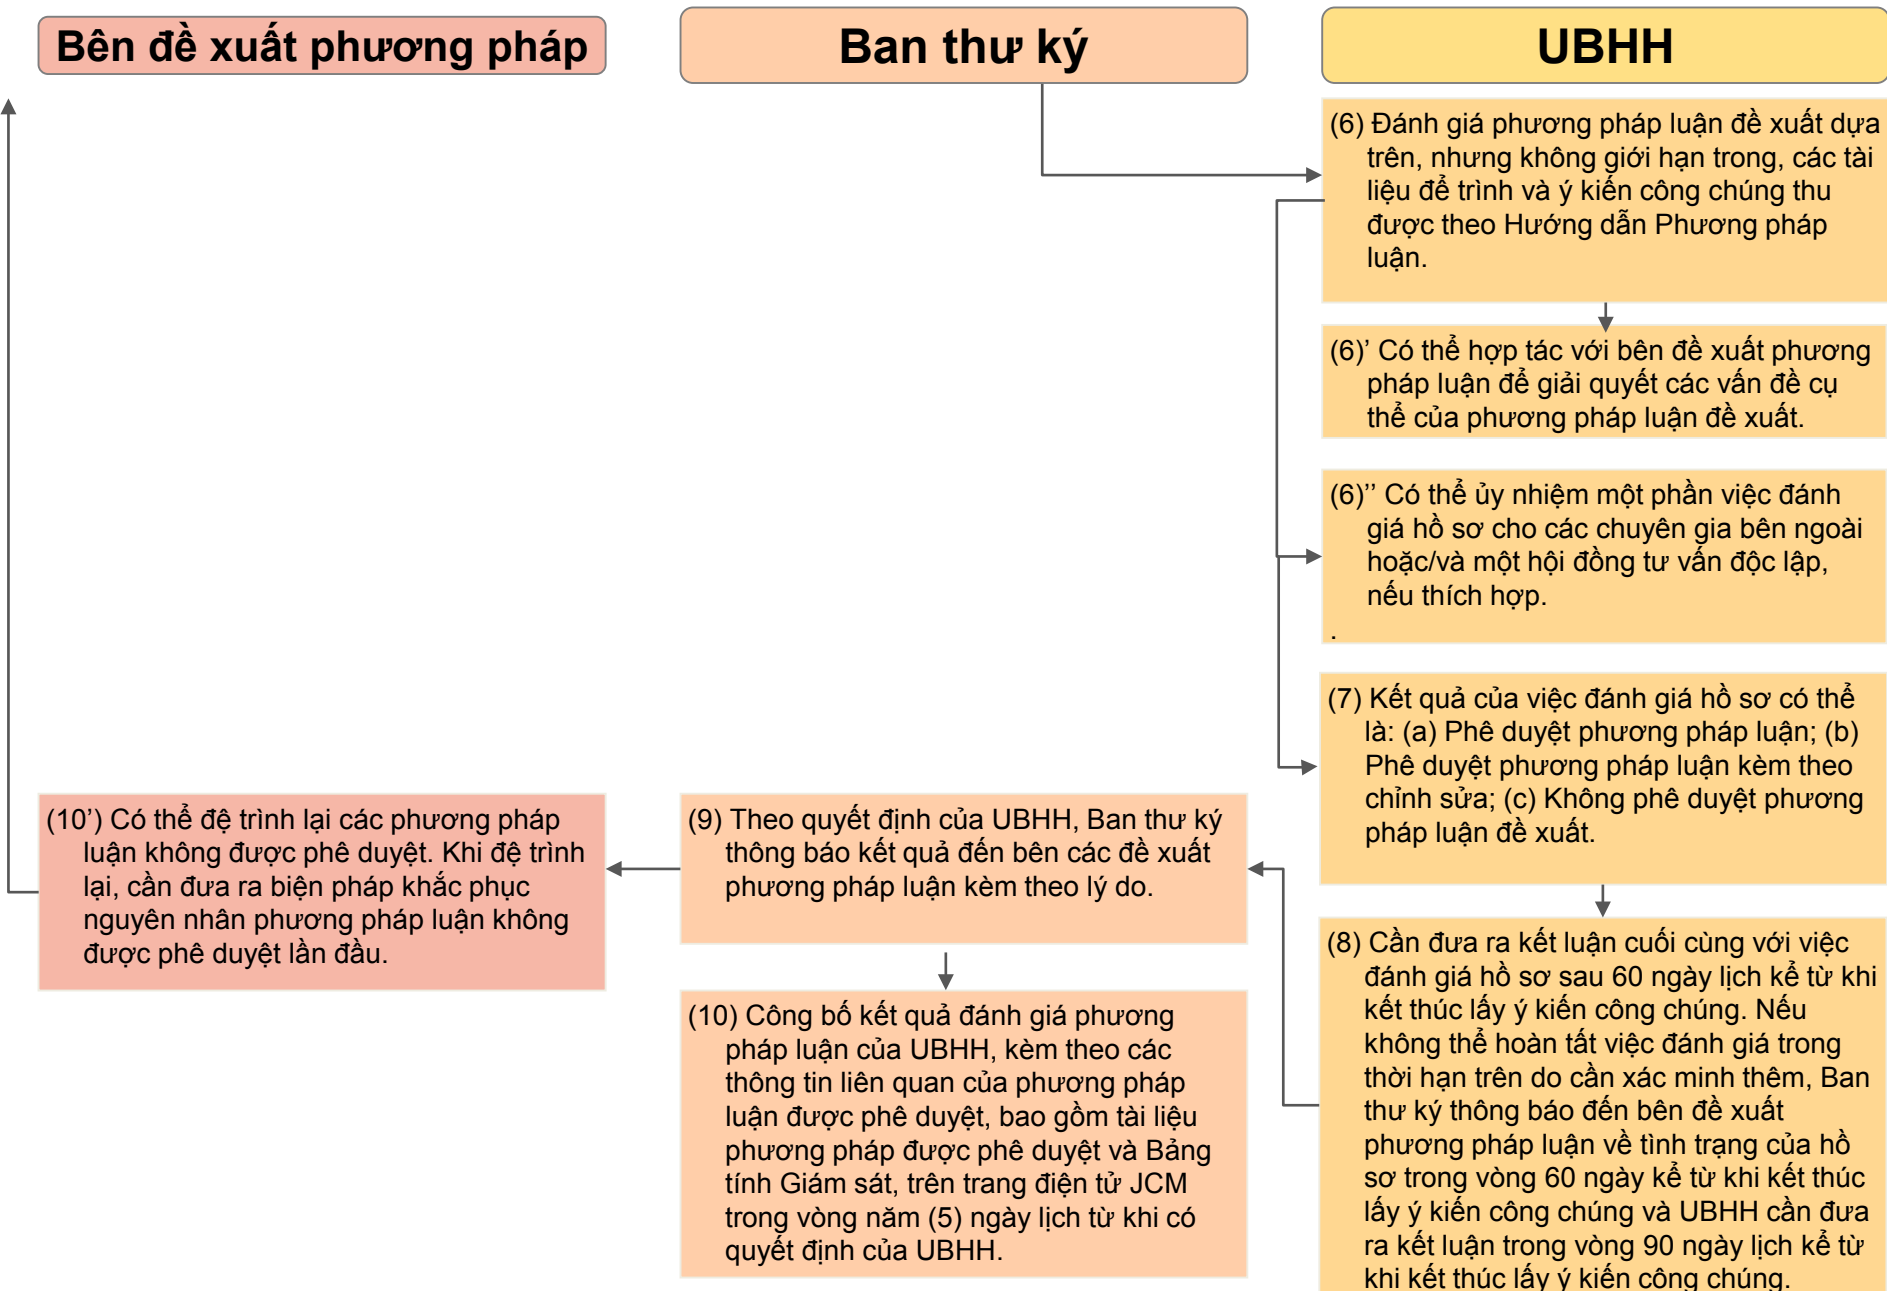 Bên đề xuất phương pháp
Ban thư ký
UBHH
(6) Đánh giá phương pháp luận đề xuất dựa
trên, nhưng không giới hạn trong, các tài
liệu để trình và ý kiến công chúng thu
được theo Hướng dẫn Phương pháp
luận.
(6)’ Có thể hợp tác với bên đề xuất phương
pháp luận để giải quyết các vấn đề cụ
thể của phương pháp luận đề xuất.
(6)’’ Có thể ủy nhiệm một phần việc đánh
giá hồ sơ cho các chuyên gia bên ngoài
hoặc/và một hội đồng tư vấn độc lập,
nếu thích hợp.
.
(7) Kết quả của việc đánh giá hồ sơ có thể
là: (a) Phê duyệt phương pháp luận; (b)
Phê duyệt phương pháp luận kèm theo
chỉnh sửa; (c) Không phê duyệt phương
pháp luận đề xuất.
(8) Cần đưa ra kết luận cuối cùng với việc
đánh giá hồ sơ sau 60 ngày lịch kể từ khi
kết thúc lấy ý kiến công chúng. Nếu
không thể hoàn tất việc đánh giá trong
thời hạn trên do cần xác minh thêm, Ban
thư ký thông báo đến bên đề xuất
phương pháp luận về tình trạng của hồ
sơ trong vòng 60 ngày kể từ khi kết thúc
lấy ý kiến công chúng và UBHH cần đưa
ra kết luận trong vòng 90 ngày lịch kể từ
khi kết thúc lấy ý kiến công chúng.
(9) Theo quyết định của UBHH, Ban thư ký
thông báo kết quả đến bên các đề xuất
phương pháp luận kèm theo lý do.
(10) Công bố kết quả đánh giá phương
pháp luận của UBHH, kèm theo các
thông tin liên quan của phương pháp
luận được phê duyệt, bao gồm tài liệu
phương pháp được phê duyệt và Bảng
tính Giám sát, trên trang điện tử JCM
trong vòng năm (5) ngày lịch từ khi có
quyết định của UBHH.
(10’) Có thể đệ trình lại các phương pháp
luận không được phê duyệt. Khi đệ trình
lại, cần đưa ra biện pháp khắc phục
nguyên nhân phương pháp luận không
được phê duyệt lần đầu.